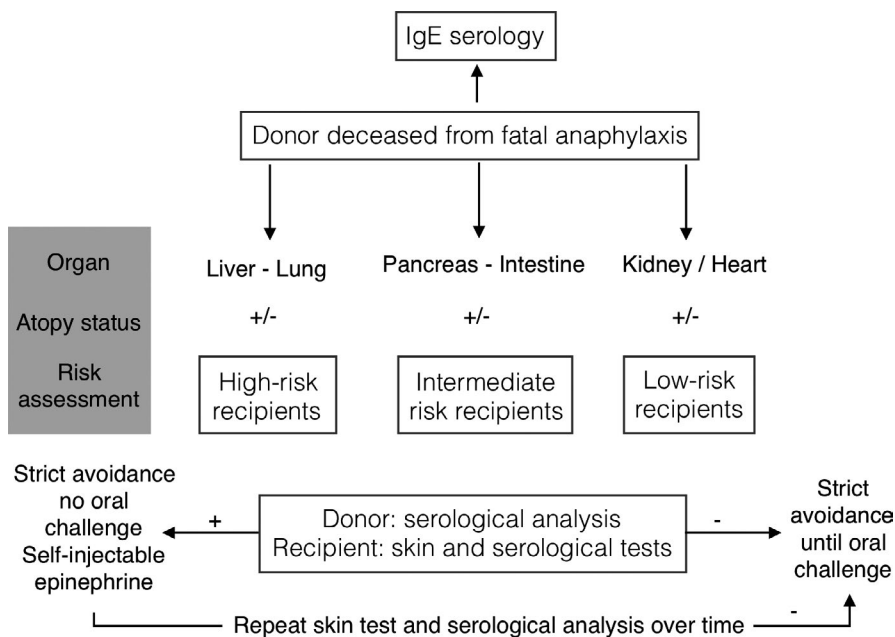 IgE serology
Donor deceased from fatal anaphylaxis
Organ
Liver - Lung
Pancreas - Intestine
Kidney / Heart
Atopy status
+/-
+/-
+/-
Risk
assessment
High-risk
recipients
Intermediate
risk recipients
Low-risk
recipients
Strict avoidance
no oral
challenge
Self-injectable
epinephrine
+
Donor: serological analysis
Recipient: skin and serological tests
-
Strict
avoidance
until oral
challenge
Repeat skin test and serological analysis over time
-